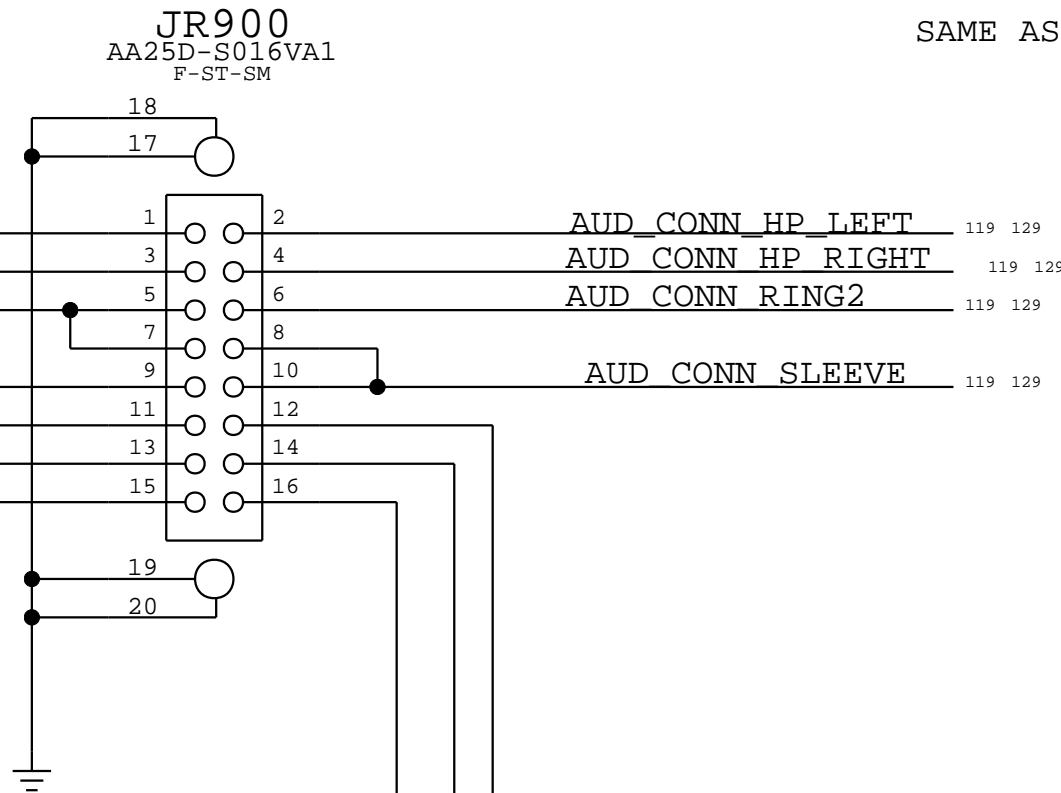 JR900
SAME AS
AA25D-S016VA1
F-ST-SM
18
17
1 2 AUD_CONN_HP_LEFT 119 129
3 4 AUD_CONN_HP_RIGHT 119 129
5 6 AUD_CONN_RING2 119 129
7 8
9 10 AUD_CONN_SLEEVE 119 129
11 12
13 14
15 16
19
20